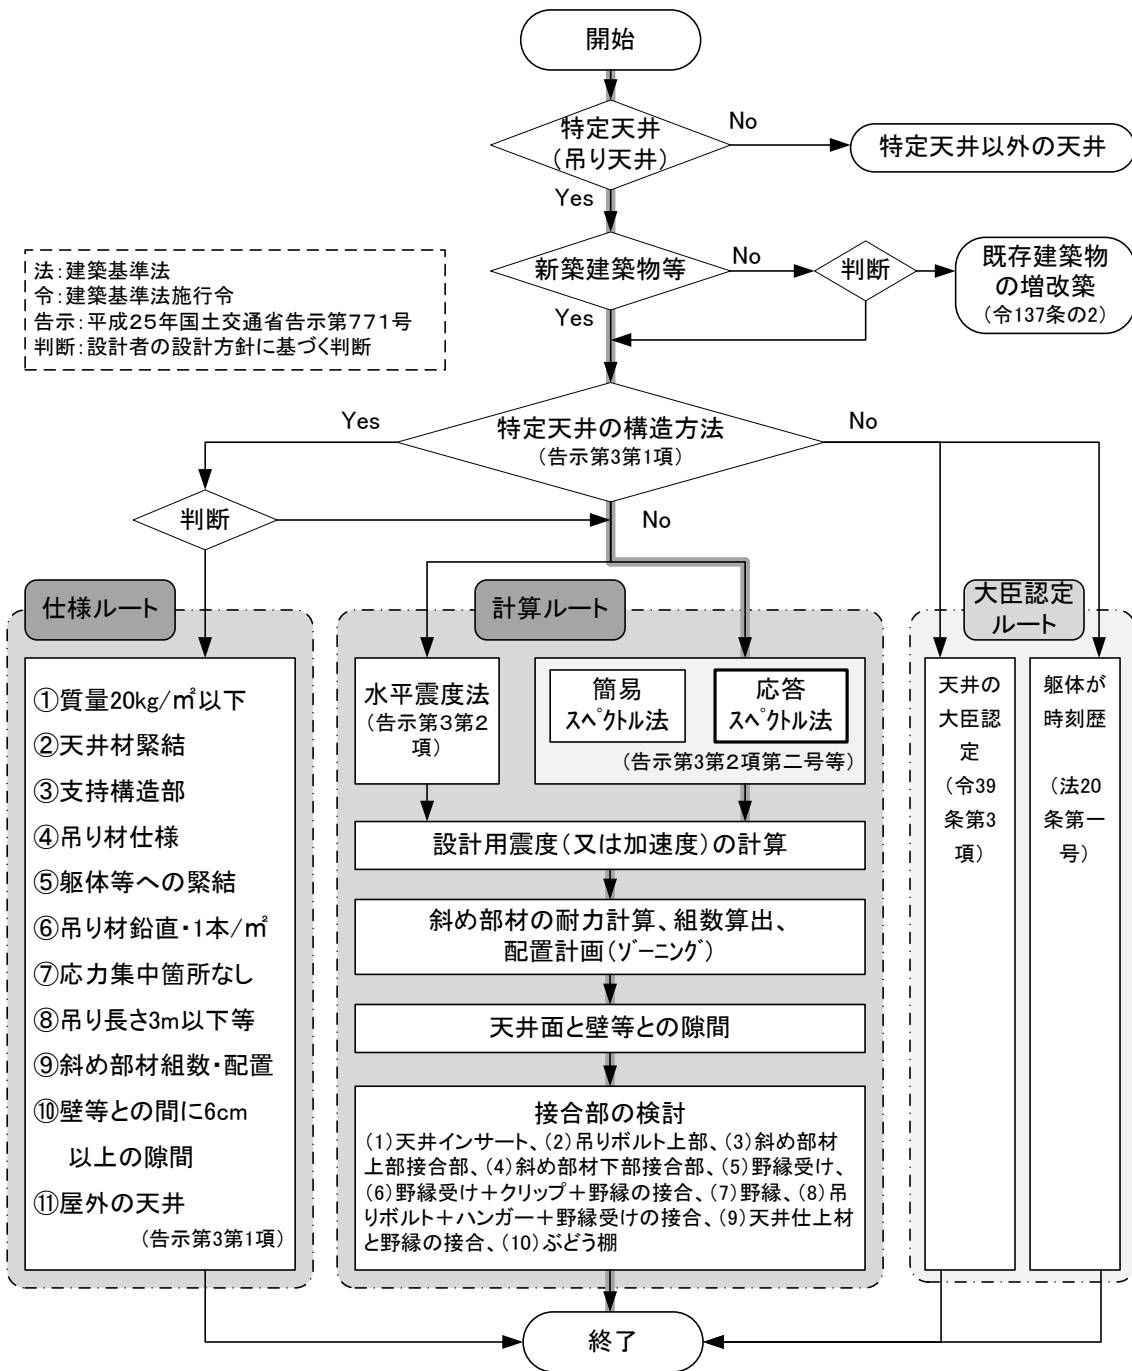 開始
特定天井
(吊り天井)
No
特定天井以外の天井
Yes
法:建築基準法
令:建築基準法施行令
告示:平成25年国土交通省告示第771号
判断:設計者の設計方針に基づく判断
新築建築物等
No
判断
既存建築物
の増改築
(令137条の2)
Yes
特定天井の構造方法
(告示第3第1項)
Yes
No
判断
No
仕様ルート
①質量20kg/㎡以下
②天井材緊結
③支持構造部
④吊り材仕様
⑤躯体等への緊結
⑥吊り材鉛直・1本/㎡
⑦応力集中箇所なし
⑧吊り長さ3m以下等
⑨斜め部材組数・配置
⑩壁等との間に6cm
以上の隙間
⑪屋外の天井
(告示第3第1項)
計算ルート
水平震度法
(告示第3第2
項)
簡易
スペクトル法
応答
スペクトル法
(告示第3第2項第二号等)
設計用震度(又は加速度)の計算
斜め部材の耐力計算、組数算出、
配置計画(ゾーニング)
天井面と壁等との隙間
接合部の検討
(1)天井インサート、(2)吊りボルト上部、(3)斜め部材
上部接合部、(4)斜め部材下部接合部、(5)野縁受け、
(6)野縁受け+クリップ+野縁の接合、(7)野縁、(8)吊
りボルト+ハンガー+野縁受けの接合、(9)天井仕上材
と野縁の接合、(10)ぶどう棚
大臣認定
ルート
天井の
大臣認
定
(令39
条第3
項)
躯体が
時刻歴
(法20
条第一
号)
終了